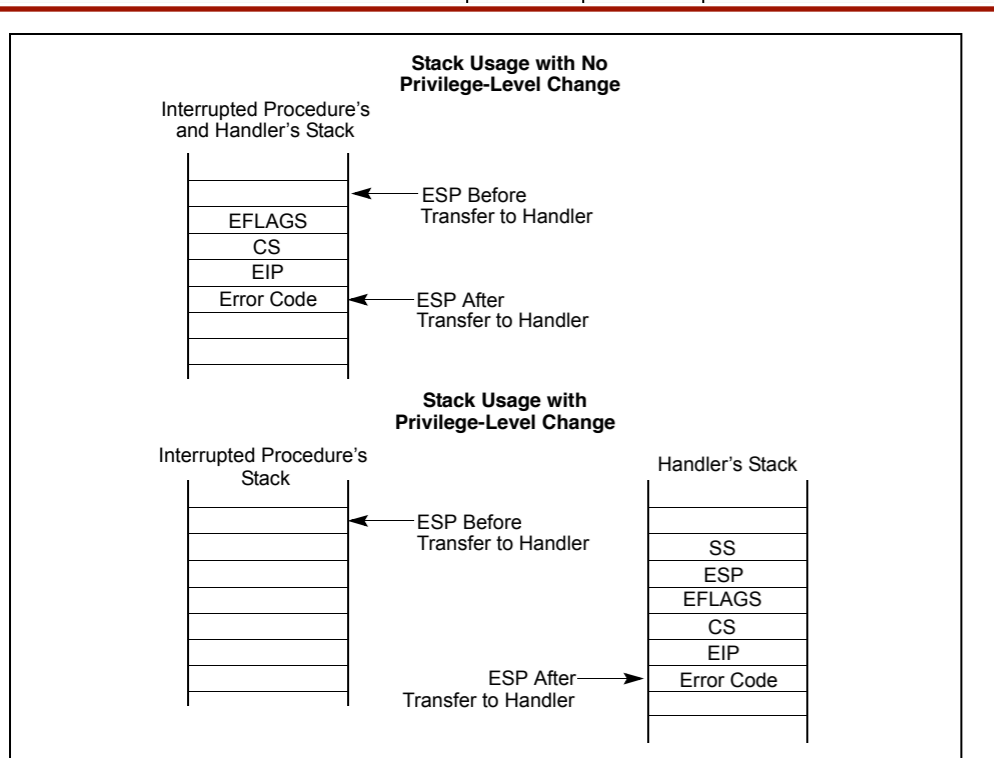 Stack Usage with No
Privilege-Level Change
Interrupted Procedure's
and Handler's Stack
ESP Before
Transfer to Handler
EFLAGS
CS
EIP
Error Code
ESP After
Transfer to Handler
Stack Usage with
Privilege-Level Change
Interrupted Procedure's
Stack
Handler's Stack
ESP Before
Transfer to Handler
SS
ESP
EFLAGS
CS
EIP
Error Code
ESP After
Transfer to Handler